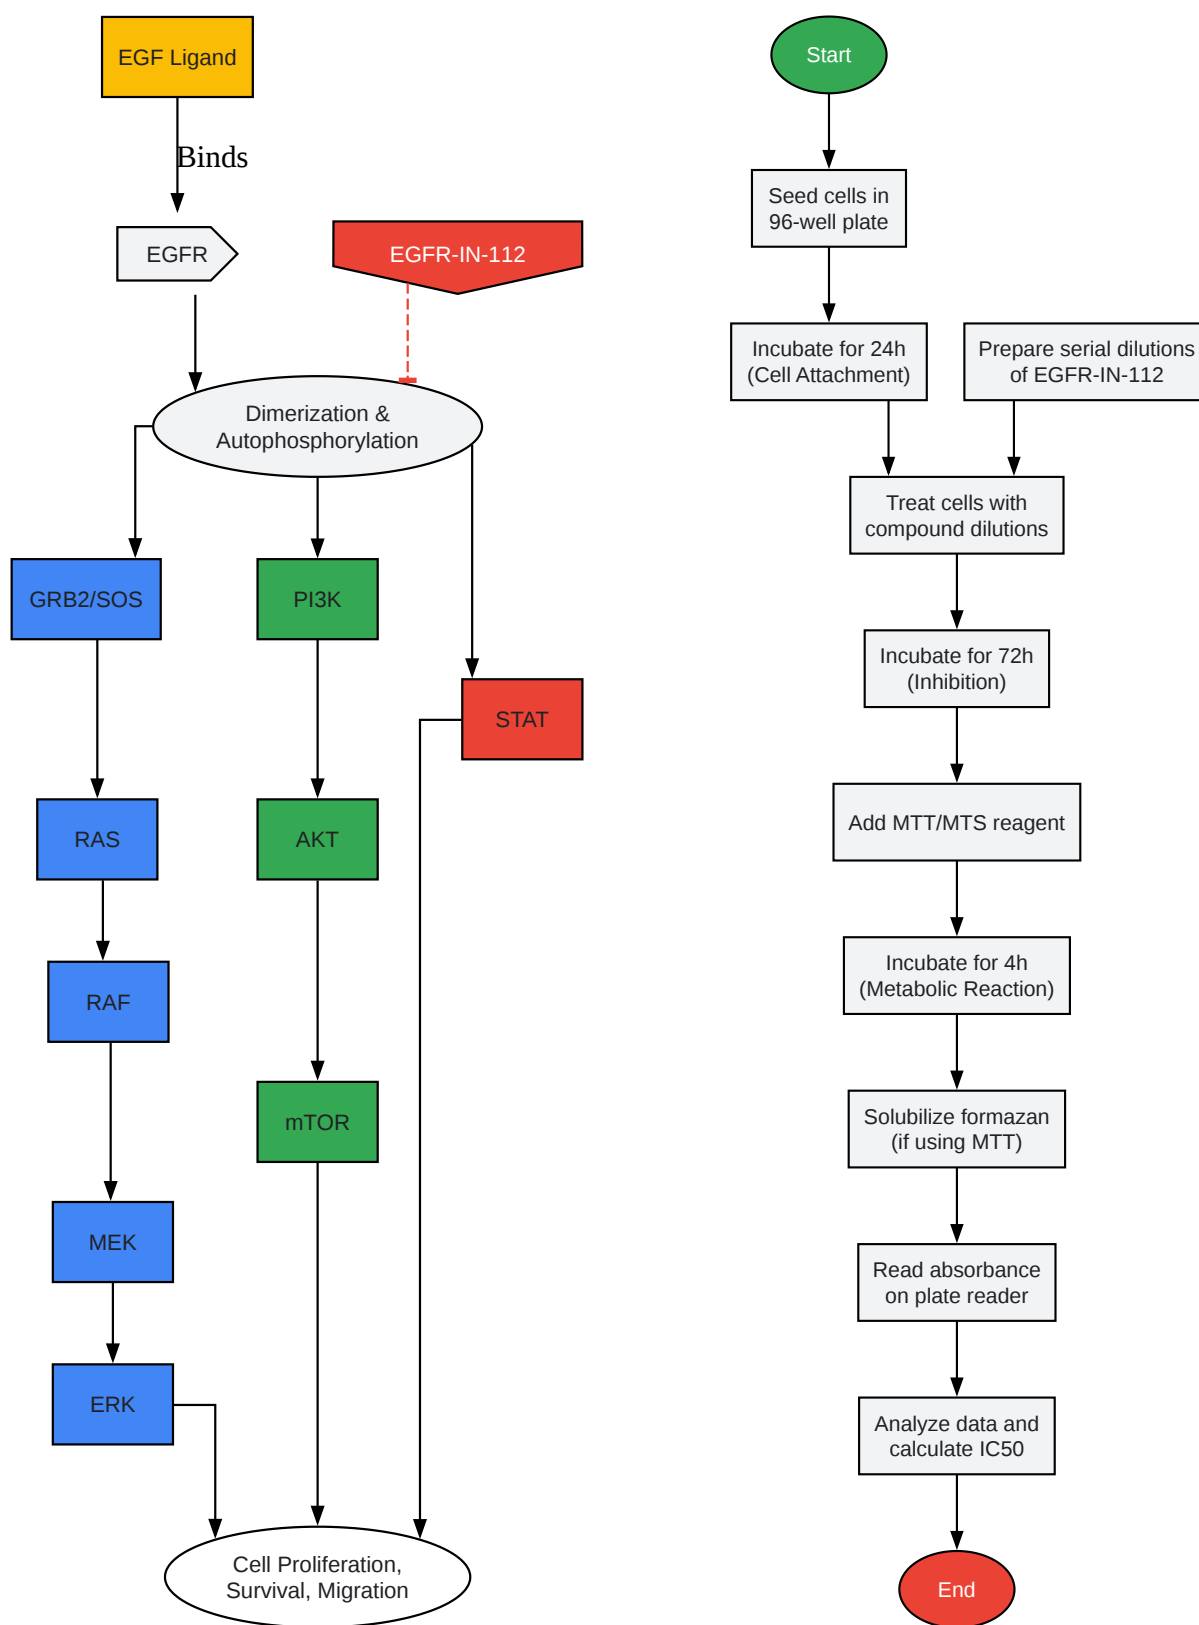 EGF Ligand
Binds
EGFR
EGFR-IN-112
Dimerization &
Autophosphorylation
GRB2/SOS
PI3K
STAT
RAS
AKT
RAF
mTOR
MEK
ERK
Cell Proliferation,
Survival, Migration
Start
Seed cells in
96-well plate
Incubate for 24h
(Cell Attachment)
Prepare serial dilutions
of EGFR-IN-112
Treat cells with
compound dilutions
Incubate for 72h
(Inhibition)
Add MTT/MTS reagent
Incubate for 4h
(Metabolic Reaction)
Solubilize formazan
(if using MTT)
Read absorbance
on plate reader
Analyze data and
calculate IC50
End